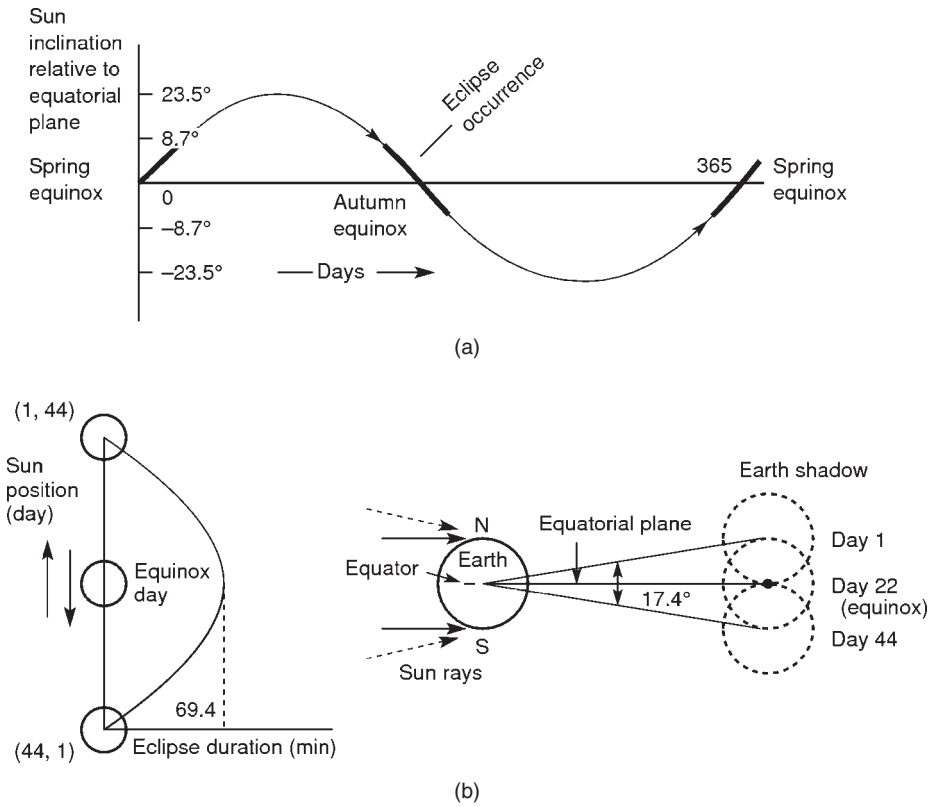 Sun
inclination
relative to
equatorial
plane
23.5°
8.7°
Eclipse
occurrence
Spring
equinox
0
365
Spring
equinox
Autumn
equinox
–8.7°
–23.5°
Days
(a)
(1, 44)
Sun
position
(day)
Equinox
day
69.4
(44, 1)
Eclipse duration (min)
Earth shadow
N
Equatorial plane
Earth
Day 1
Equator
17.4°
Day 22
(equinox)
S
Day 44
Sun rays
(b)